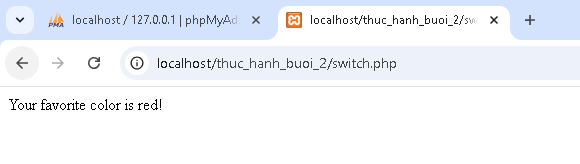 localhost / 127.0.0.1 | phpMyAd
localhost/thuc_hanh_buoi_2/sw
localhost/thuc_hanh_buoi_2/switch.php
Your favorite color is red!